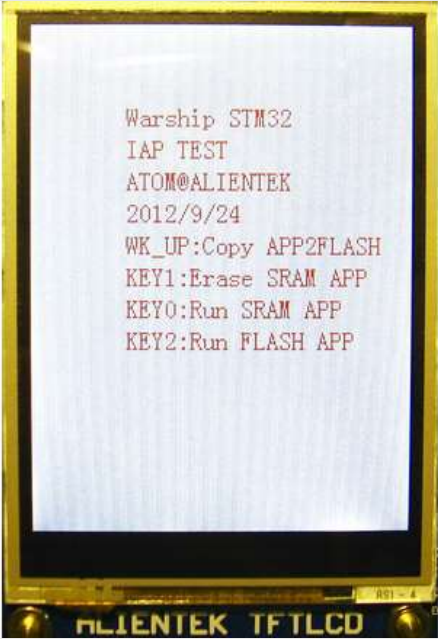 Warship STM32
IAP TEST
ATOM@ALIENTEK
2012/9/24
WK_UP:Copy APP2FLASH
KEY1:Erase SRAM APP
KEY0:Run SRAM APP
KEY2:Run FLASH APP
ALIENTEK TFTLCD